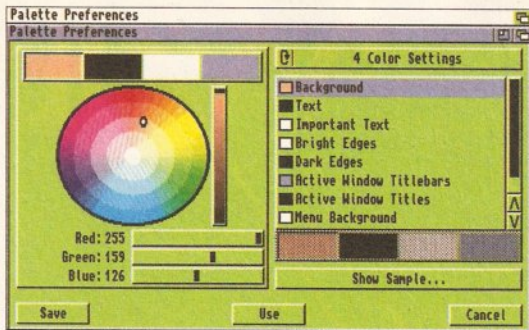 Palette Preferences
Palette Preferences
4 Color Settings
Background
Text
Important Text
Bright Edges
Dark Edges
Active Window Titlebars
Active Window Titles
Menu Background
Red: 255
Green: 159
Blue: 126
Show Sample...
Save
Use
Cancel